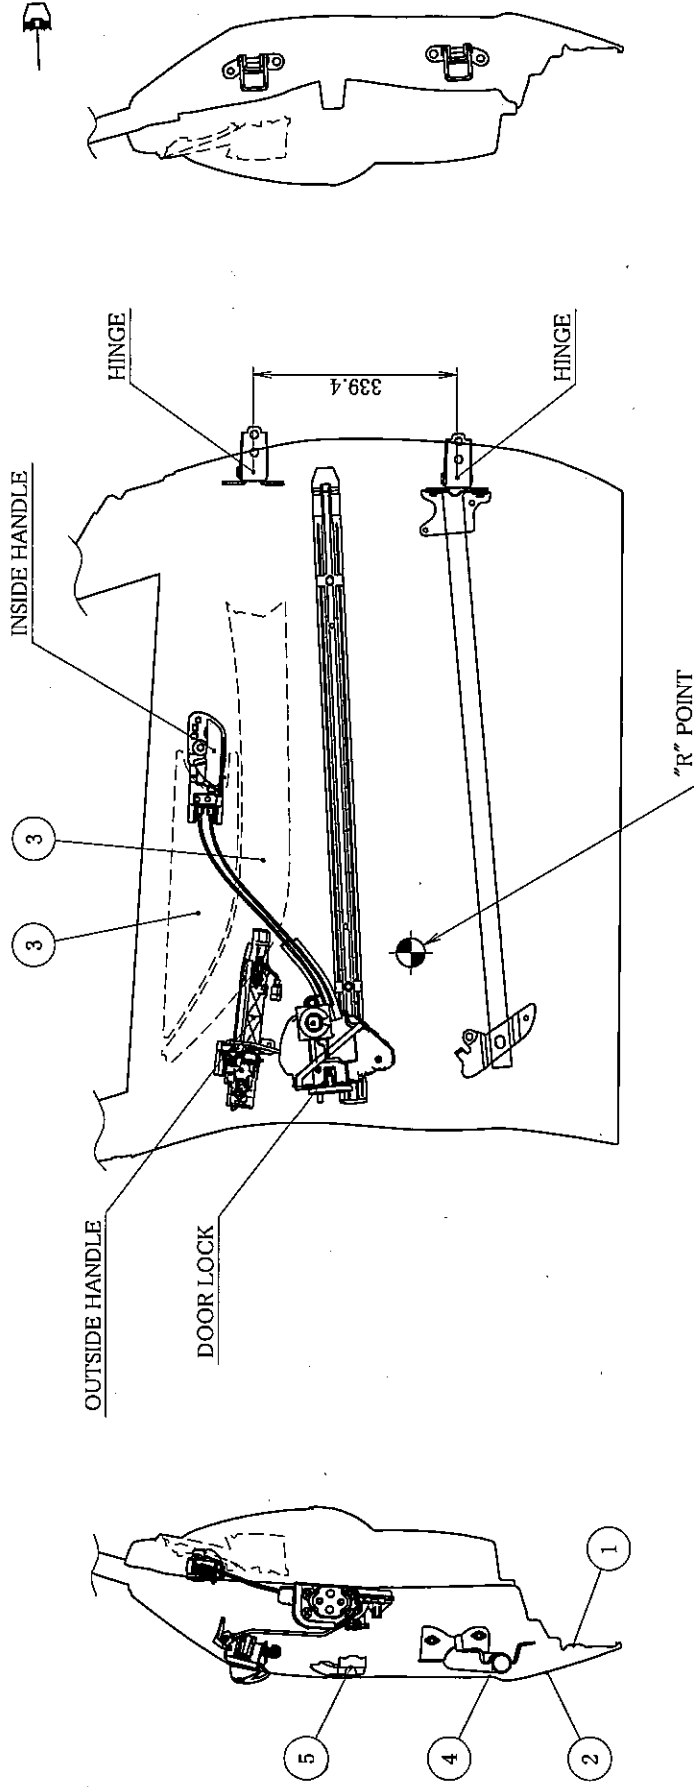 HINGE
339.4
HINGE
INSIDE HANDLE
3
3
"R" POINT
OUTSIDE HANDLE
DOOR LOCK
1
5
4
2